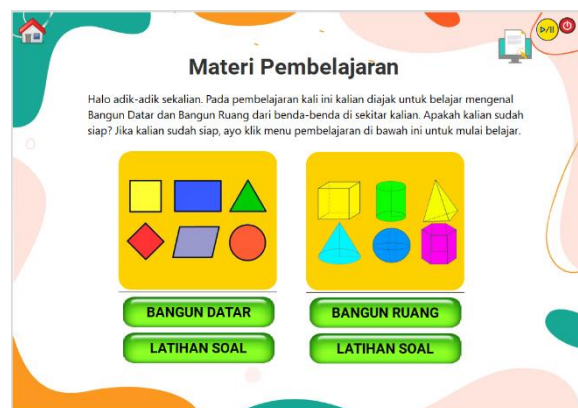 Materi Pembelajaran
Halo adik-adik sekalian. Pada pembelajaran kali ini kalian diajak untuk belajar mengenal
Bangun Datar dan Bangun Ruang dari benda-benda di sekitar kalian. Apakah kalian sudah
siap? Jika kalian sudah siap, ayo klik menu pembelajaran di bawah ini untuk mulai belajar.
BANGUN DATAR
LATIHAN SOAL
BANGUN RUANG
LATIHAN SOAL